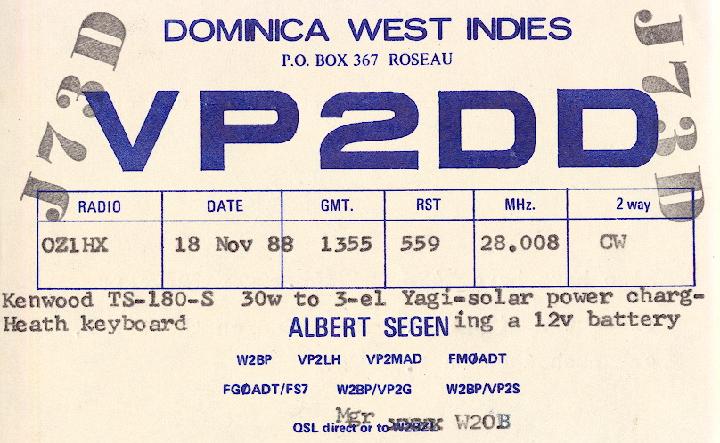 DOMINICA WEST INDIES
P.O. BOX 367 ROSEAU
J73D
J73D
VP2DD
RADIO DATE GMT. RST MHz. 2 way
OZ1HX 18 Nov 88 1355 559 28.008 CW
Kenwood TS-180-S 30w to 3-el Yagi-solar power charg-
Heath keyboard ing a 12v battery
ALBERT SEGEN
W2BP VP2LH VP2MAD FMØADT
FGØADT/FS7 W2BP/VP2G W2BP/VP2S
QSL direct or to Mgr W2OB